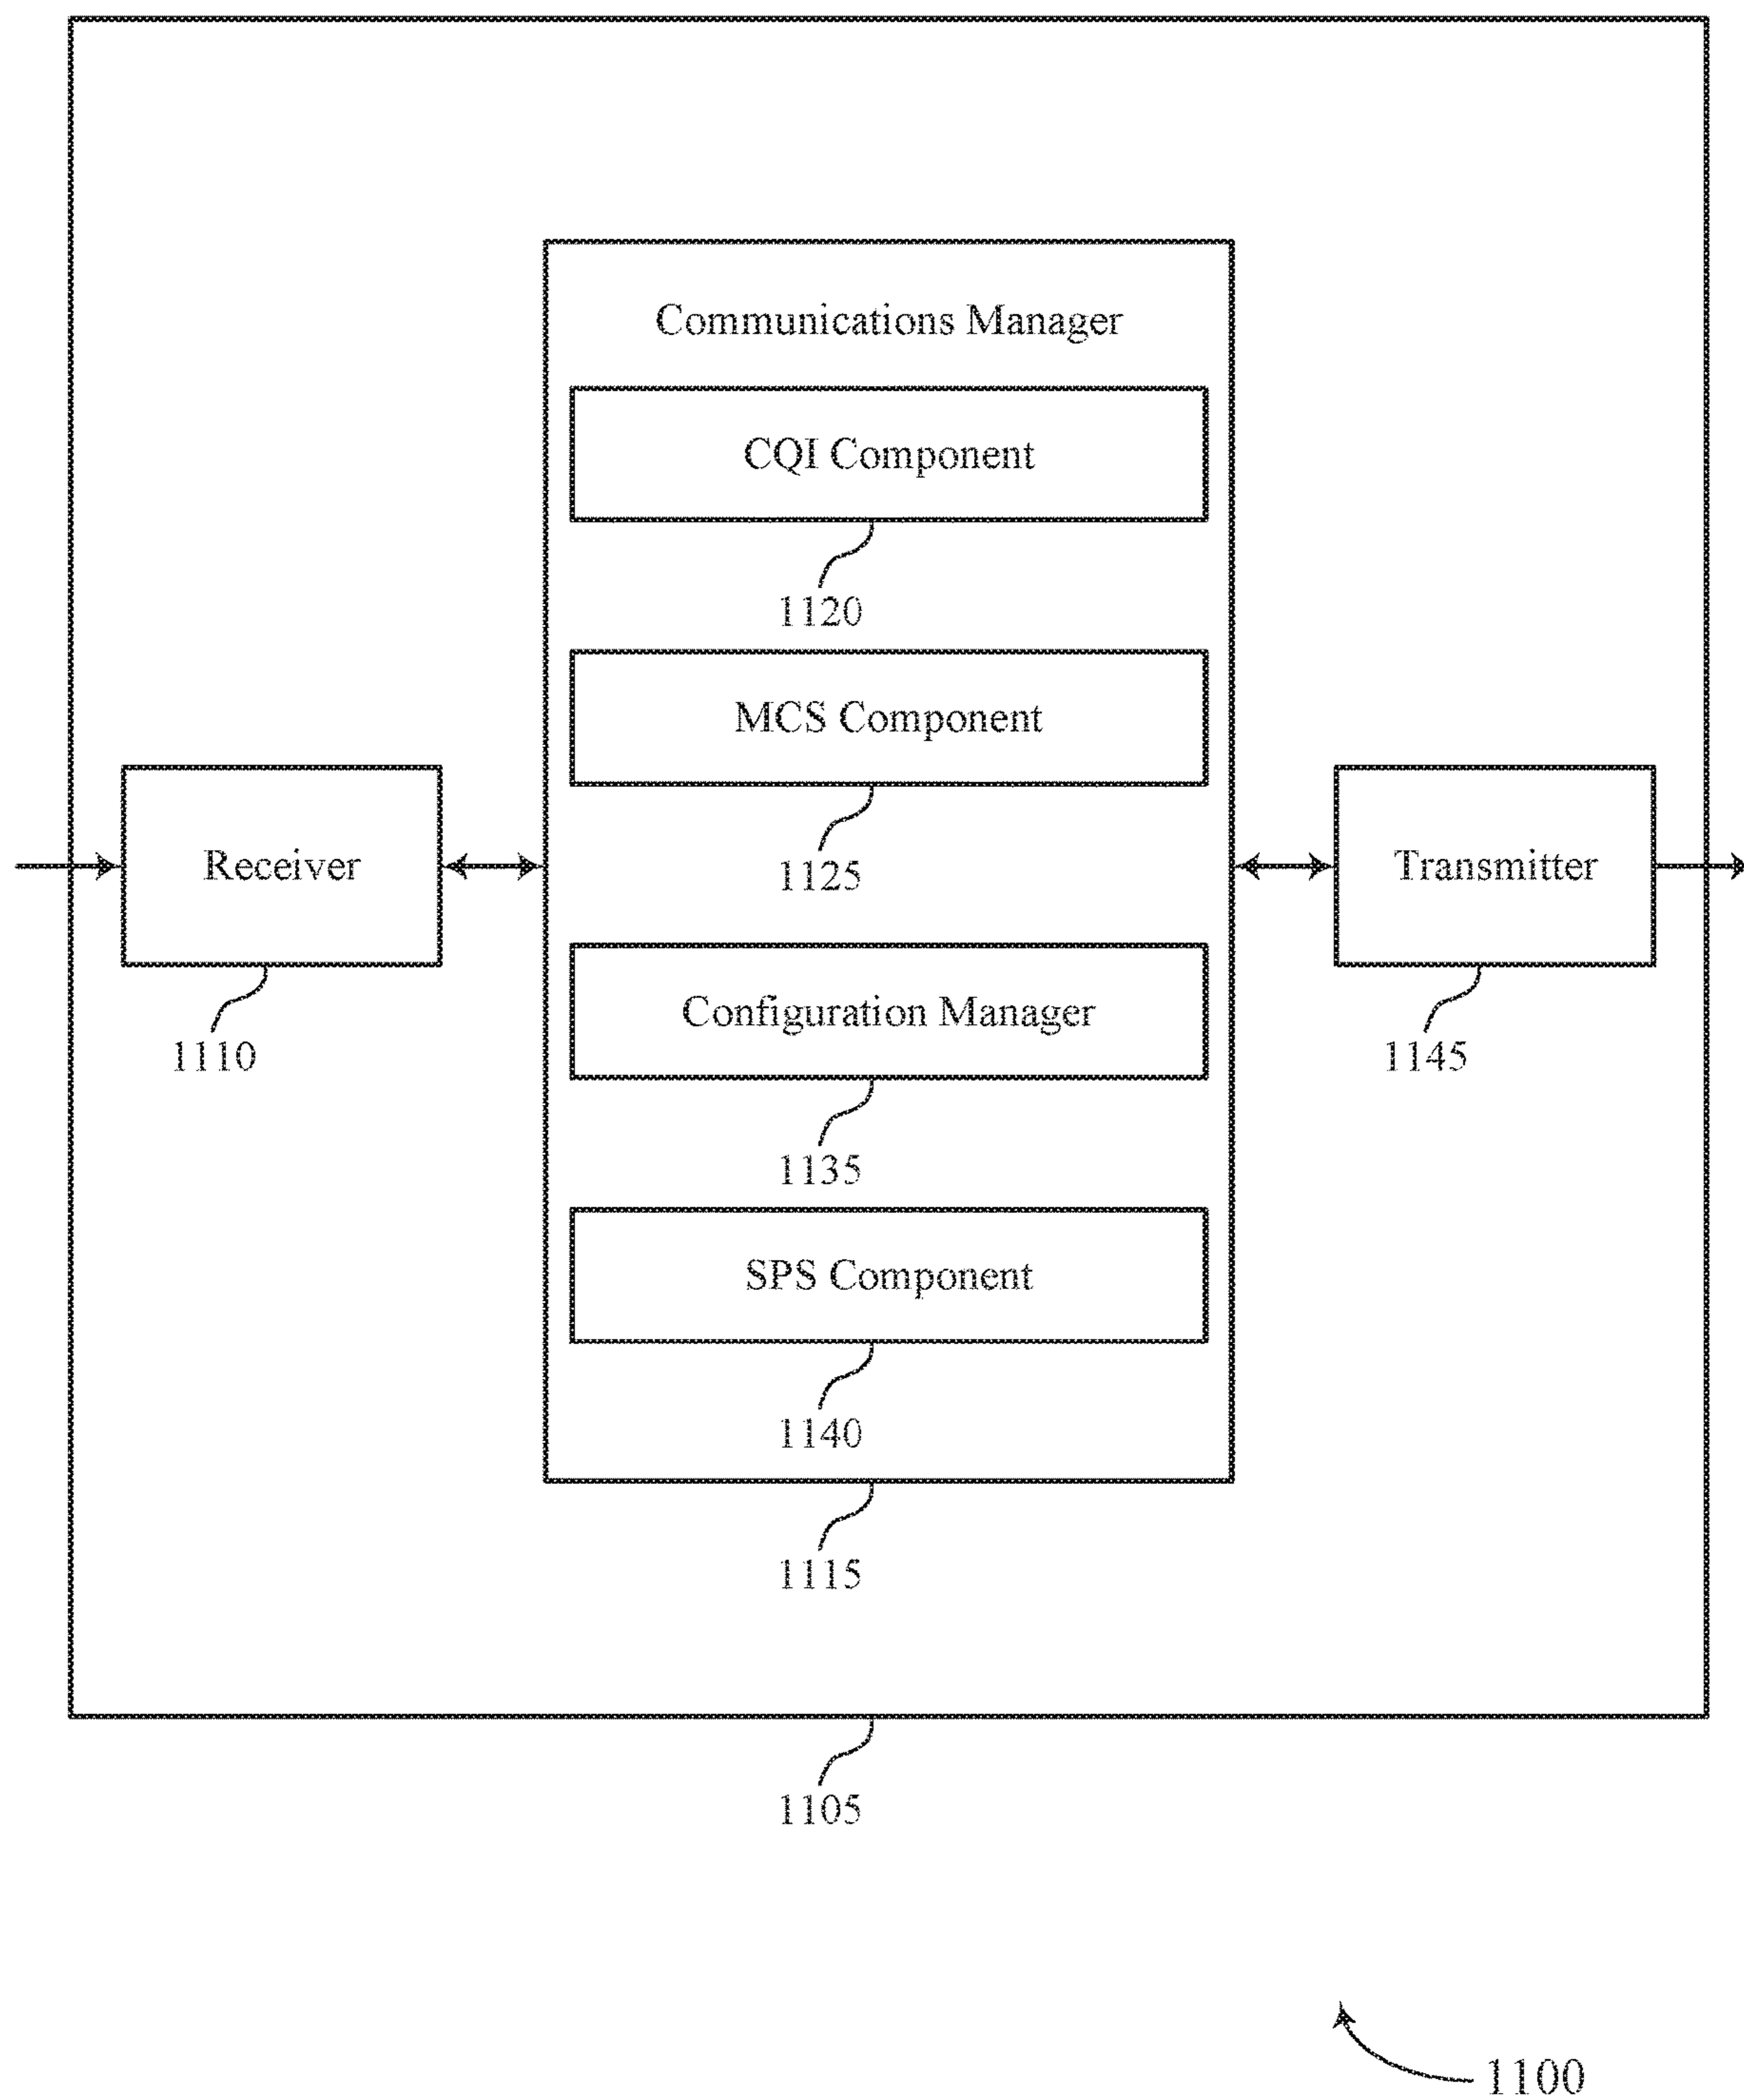 Communications Manager
CQI Component
1120
MCS Component
1125
Receiver
1110
Transmitter
1145
Configuration Manager
1135
SPS Component
1140
1115
1105
1100